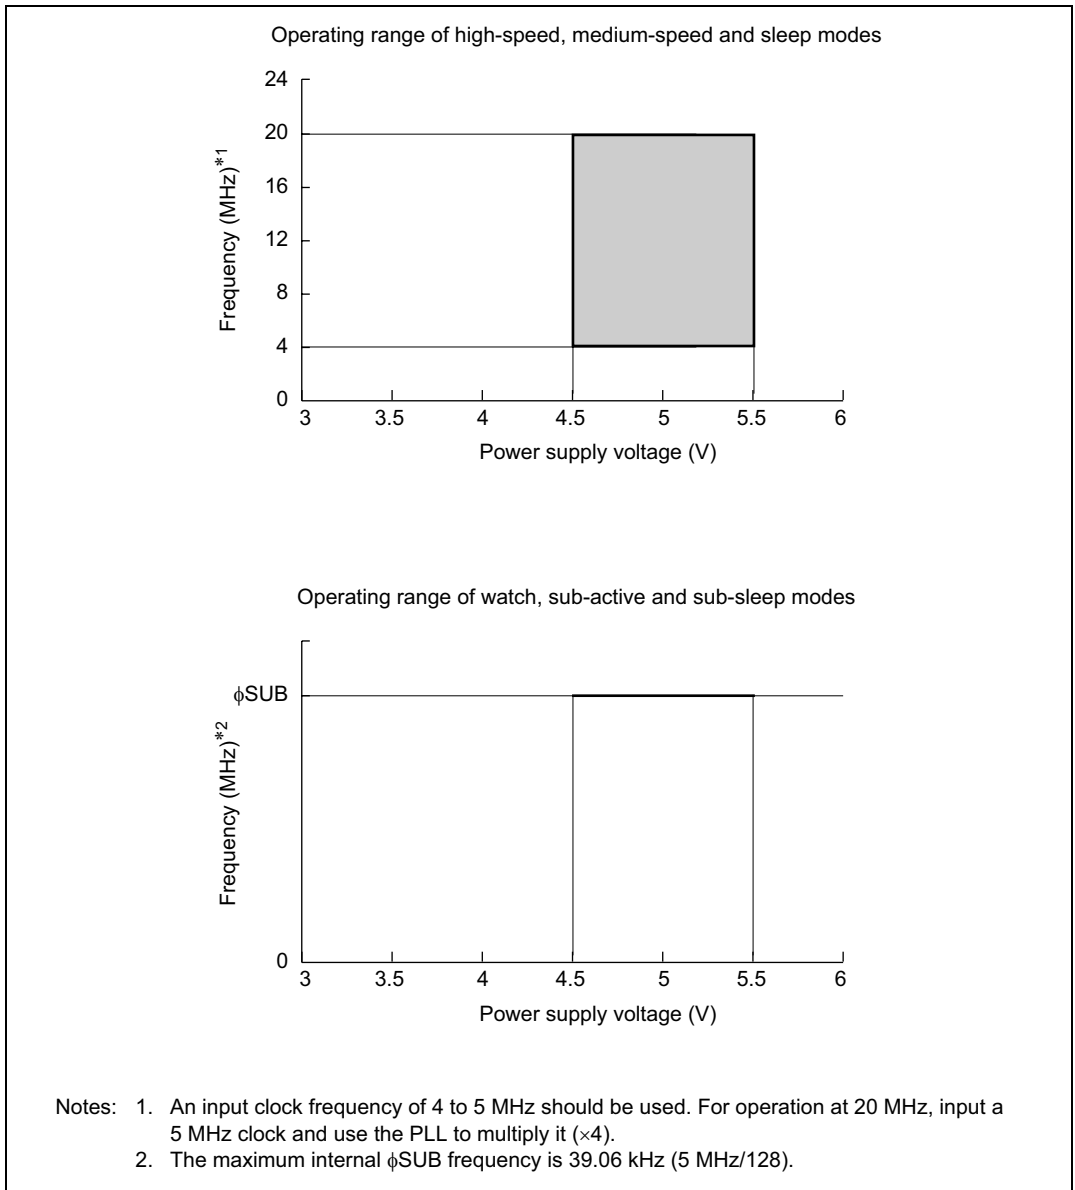 Operating range of high-speed, medium-speed and sleep modes
24
20
16
12
8
4
0
Frequency (MHz)*1
3 3.5 4 4.5 5 5.5 6
Power supply voltage (V)
Operating range of watch, sub-active and sub-sleep modes
ϕSUB
0
Frequency (MHz)*2
3 3.5 4 4.5 5 5.5 6
Power supply voltage (V)
Notes: 1. An input clock frequency of 4 to 5 MHz should be used. For operation at 20 MHz, input a
5 MHz clock and use the PLL to multiply it (×4).
2. The maximum internal ϕSUB frequency is 39.06 kHz (5 MHz/128).